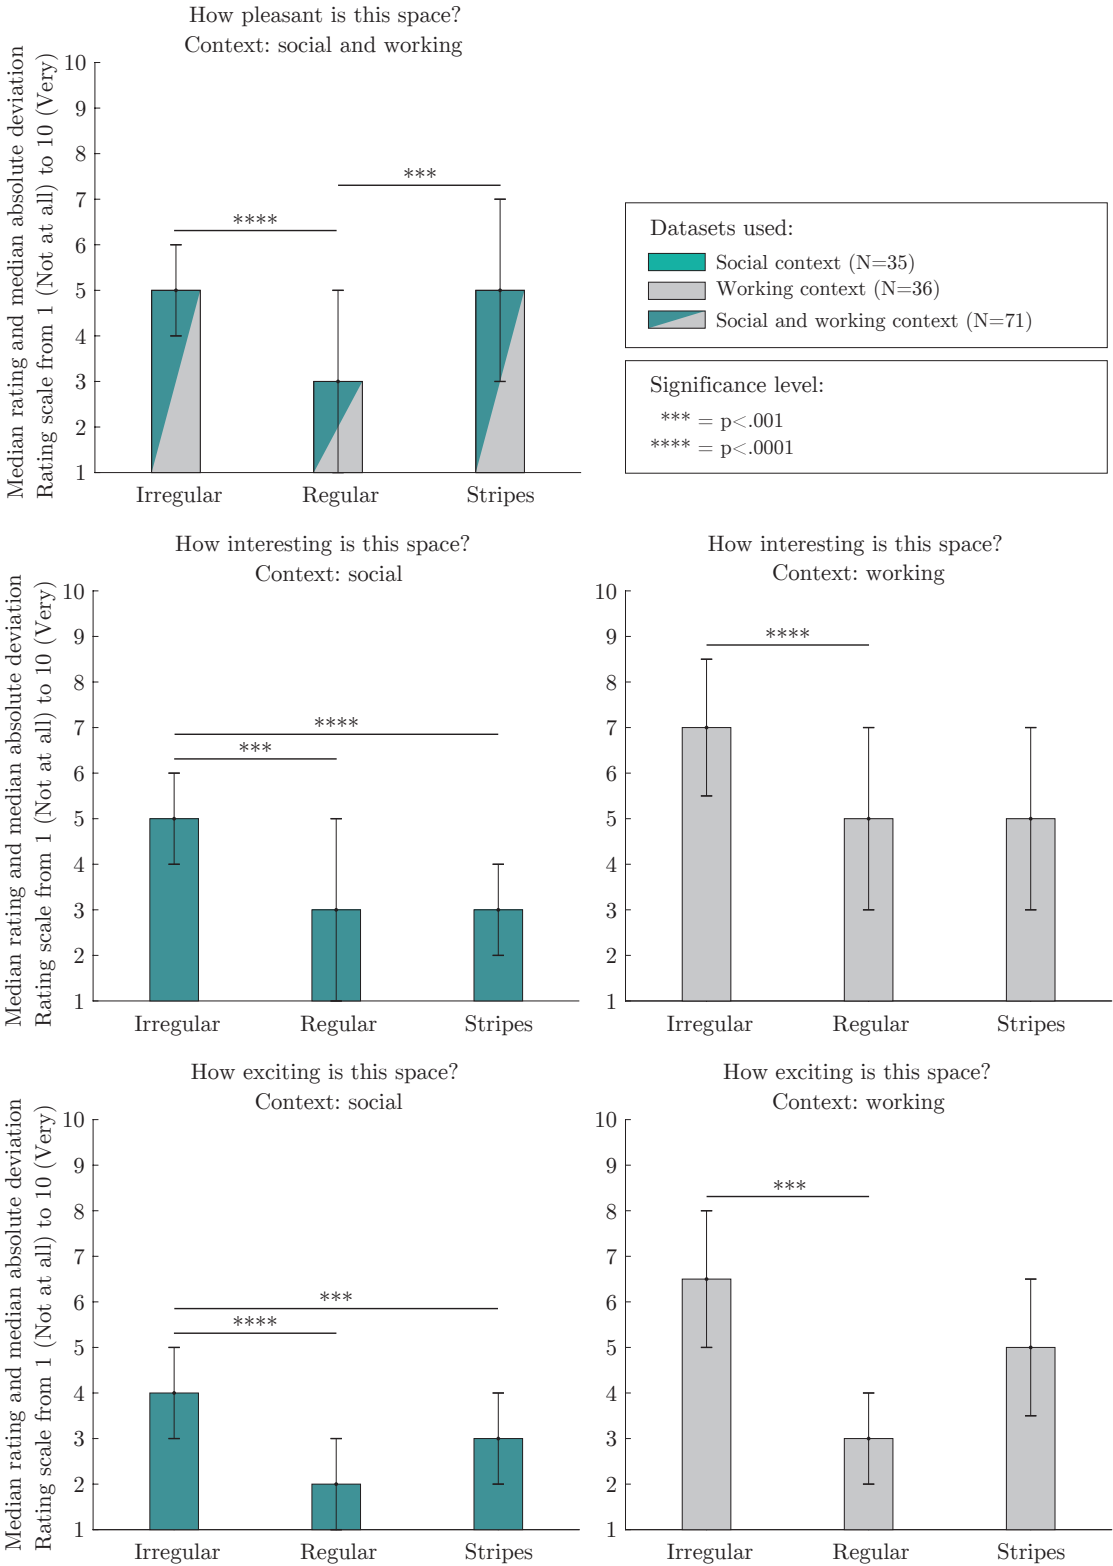 How pleasant is this space?
Context: social and working
Median rating and median absolute deviation
Rating scale from 1 (Not at all) to 10 (Very)
10
9
8
7
6
5
4
3
2
1
****
***
Irregular Regular Stripes
Datasets used:
Social context (N=35)
Working context (N=36)
Social and working context (N=71)
Significance level:
*** = p<.001
**** = p<.0001
How interesting is this space?
Context: social
Median rating and median absolute deviation
Rating scale from 1 (Not at all) to 10 (Very)
10
9
8
7
6
5
4
3
2
1
****
***
Irregular Regular Stripes
How interesting is this space?
Context: working
10
9
8
7
6
5
4
3
2
1
****
Irregular Regular Stripes
How exciting is this space?
Context: social
Median rating and median absolute deviation
Rating scale from 1 (Not at all) to 10 (Very)
10
9
8
7
6
5
4
3
2
1
***
****
Irregular Regular Stripes
How exciting is this space?
Context: working
10
9
8
7
6
5
4
3
2
1
***
Irregular Regular Stripes